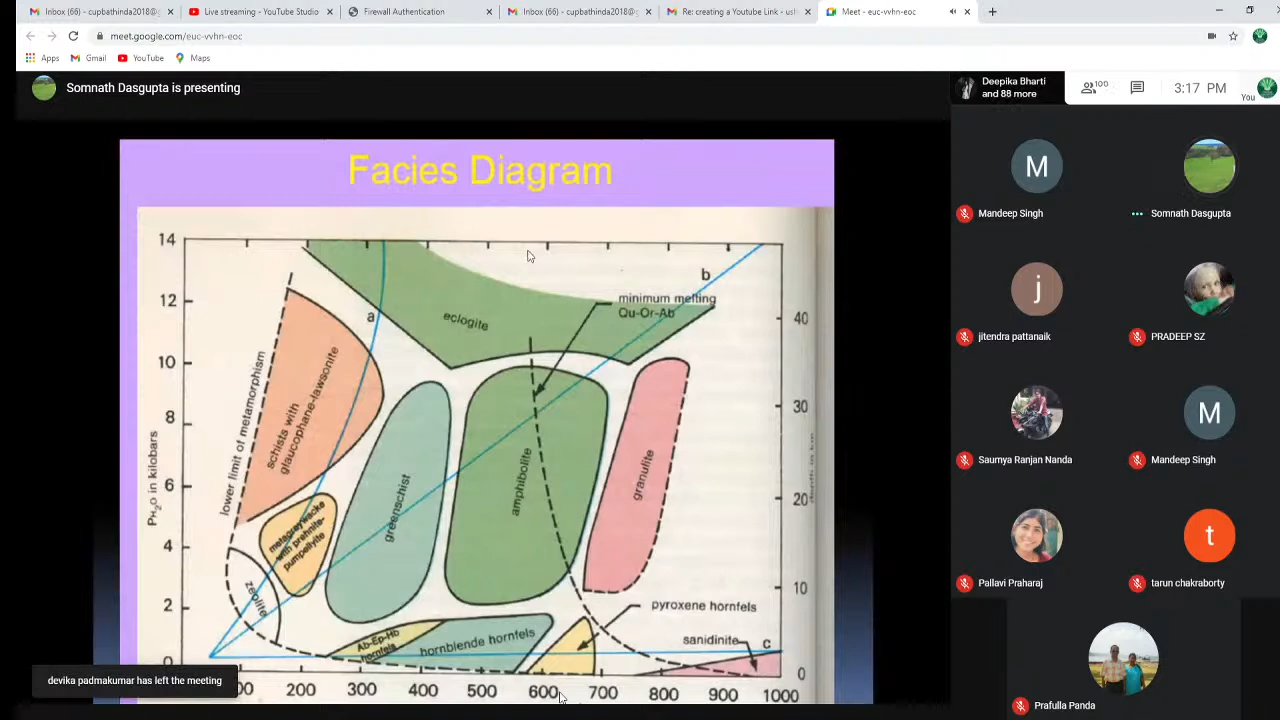 Inbox (66) - cupbathinda2018@g
Live streaming - YouTube Studio
Firewall Authentication
Inbox (66) - cupbathinda2018@g
Re: creating a Youtube Link - usl
Meet - euc-vvhn-eoc
meet.google.com/euc-vvhn-eoc
Apps
Gmail
YouTube
Maps
Somnath Dasgupta is presenting
Deepika Bharti
and 88 more
100
3:17 PM
You
Facies Diagram
14
12
10
8
6
4
2
0
PH₂O in kilobars
lower limit of metamorphism
schists with
glaucophane-lawsonite
metagraywacke
with prehnite-
pumpellyite
zeolite
greenschist
eclogite
amphibolite
granulite
minimum melting
Qu-Or-Ab
a
b
c
Ab-Ep-Hb
hornfels
hornblende hornfels
pyroxene hornfels
sanidinite
40
30
20
10
0
00
200
300
400
500
600
700
800
900
1000
M
Mandeep Singh
Somnath Dasgupta
j
jitendra pattanaik
PRADEEP SZ
Saumya Ranjan Nanda
M
Mandeep Singh
Pallavi Praharaj
t
tarun chakraborty
Prafulla Panda
devika padmakumar has left the meeting